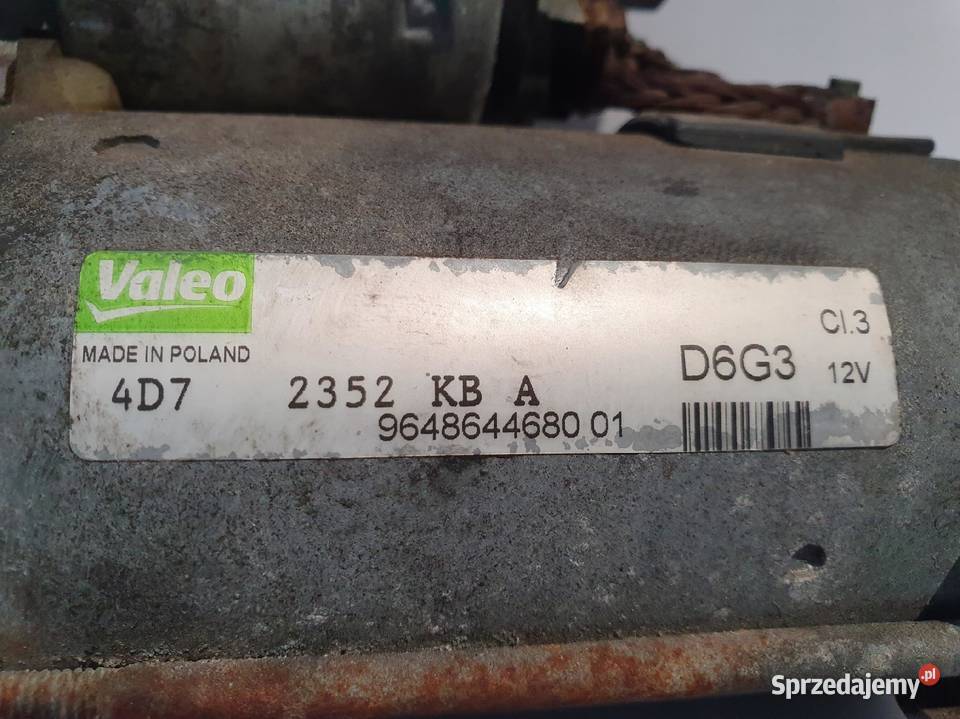 Valeo
MADE IN POLAND
4D7 2352 KB A
9648644680 01
D6G3
Cl.3
12V
Sprzedajemy.pl